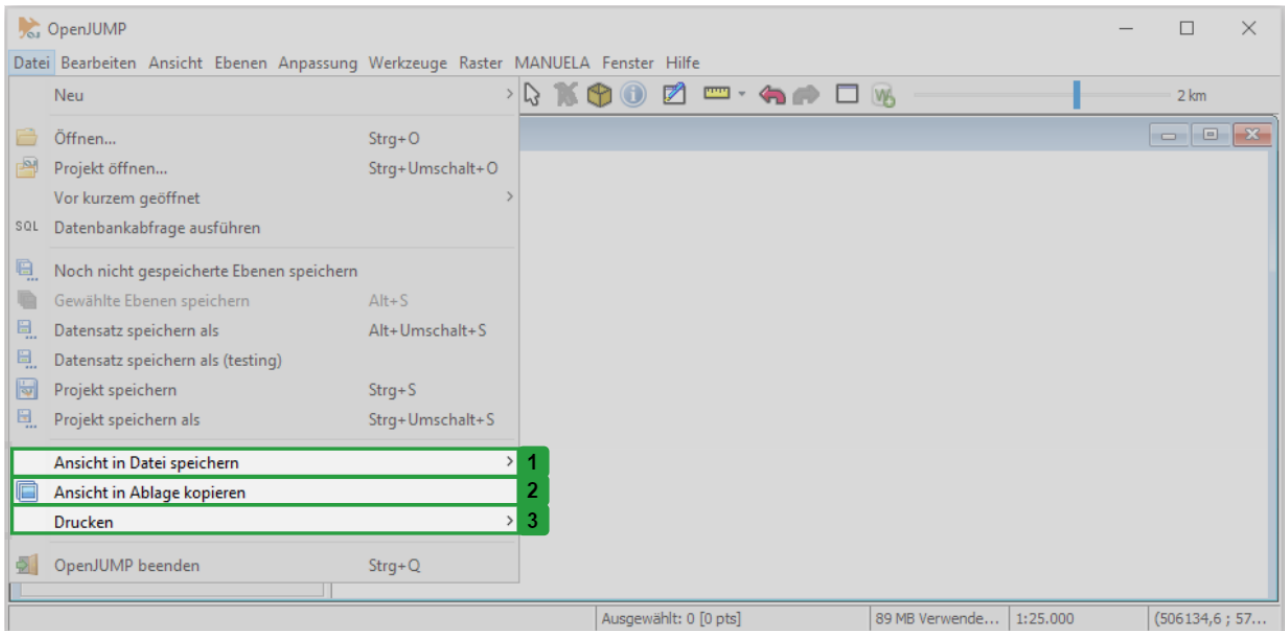 OpenJUMP
Datei Bearbeiten Ansicht Ebenen Anpassung Werkzeuge Raster MANUELA Fenster Hilfe
Neu
2 km
Öffnen... Strg+O
Projekt öffnen... Strg+Umschalt+O
Vor kurzem geöffnet
SQL Datenbankabfrage ausführen
Noch nicht gespeicherte Ebenen speichern
Gewählte Ebenen speichern Alt+S
Datensatz speichern als Alt+Umschalt+S
Datensatz speichern als (testing)
Projekt speichern Strg+S
Projekt speichern als Strg+Umschalt+S
Ansicht in Datei speichern 1
Ansicht in Ablage kopieren 2
Drucken 3
OpenJUMP beenden Strg+Q
Ausgewählt: 0 [0 pts] 89 MB Verwende... 1:25.000 (506134,6 ; 57...